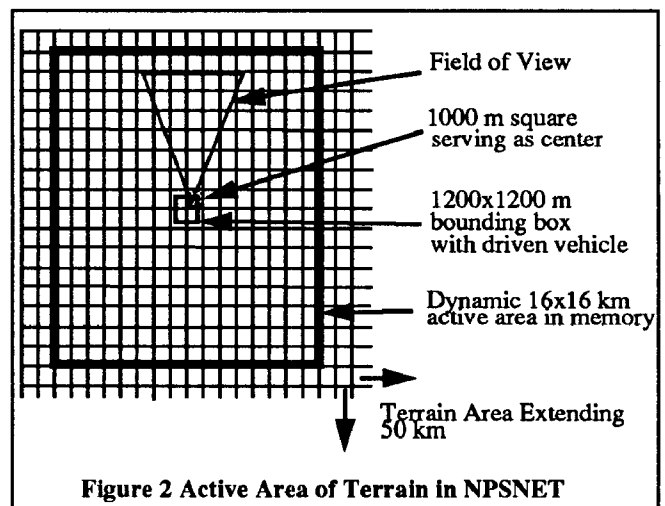 Field of View
1000 m square
serving as center
1200x1200 m
bounding box
with driven vehicle
Dynamic 16x16 km
active area in memory
Terrain Area Extending
50 km
Figure 2 Active Area of Terrain in NPSNET